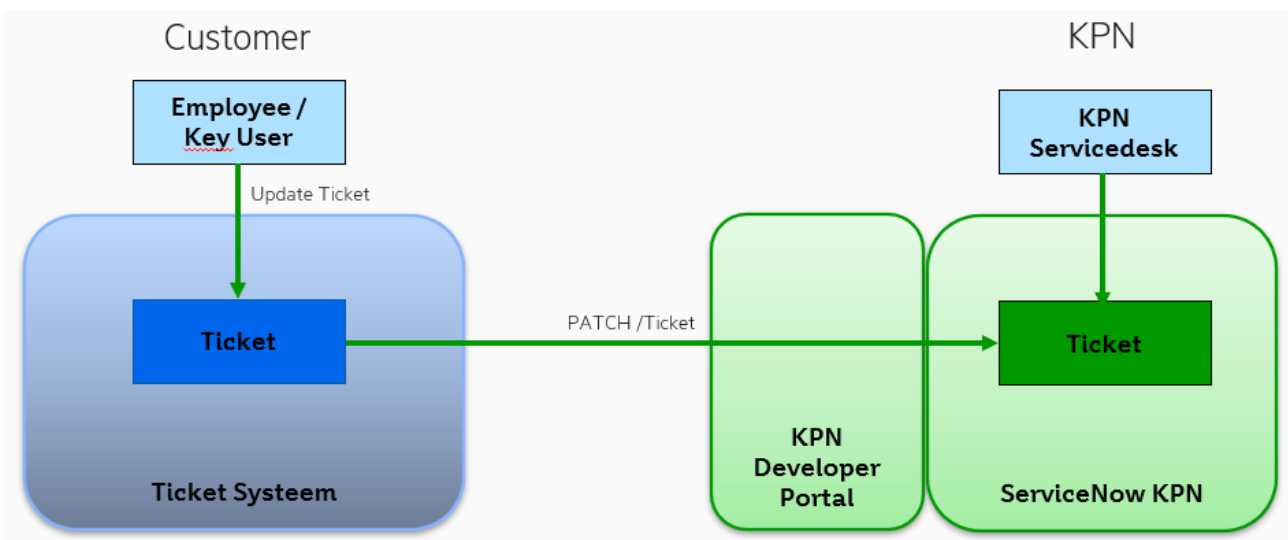 Customer
KPN
Employee /
Key User
KPN
Servicedesk
Update Ticket
Ticket
PATCH /Ticket
Ticket
KPN
Developer
Portal
Ticket Systeem
ServiceNow KPN